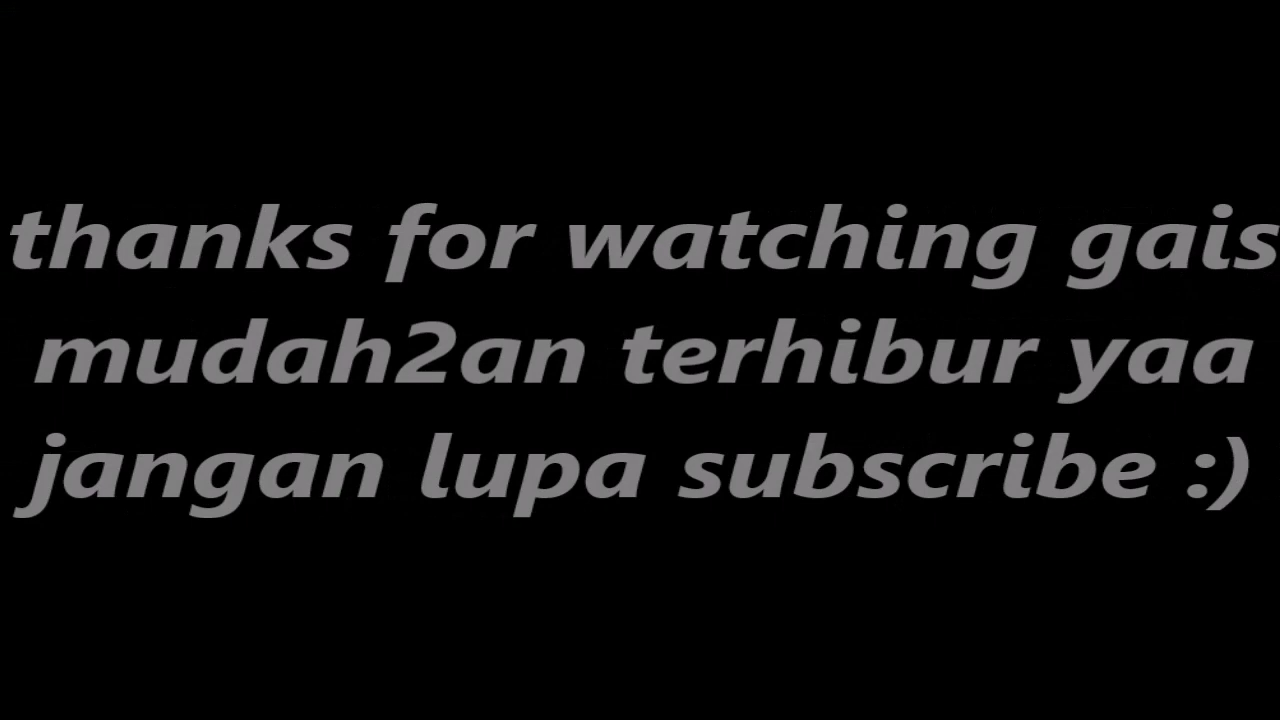 thanks for watching gais
mudah2an terhibur yaa
jangan lupa subscribe :)